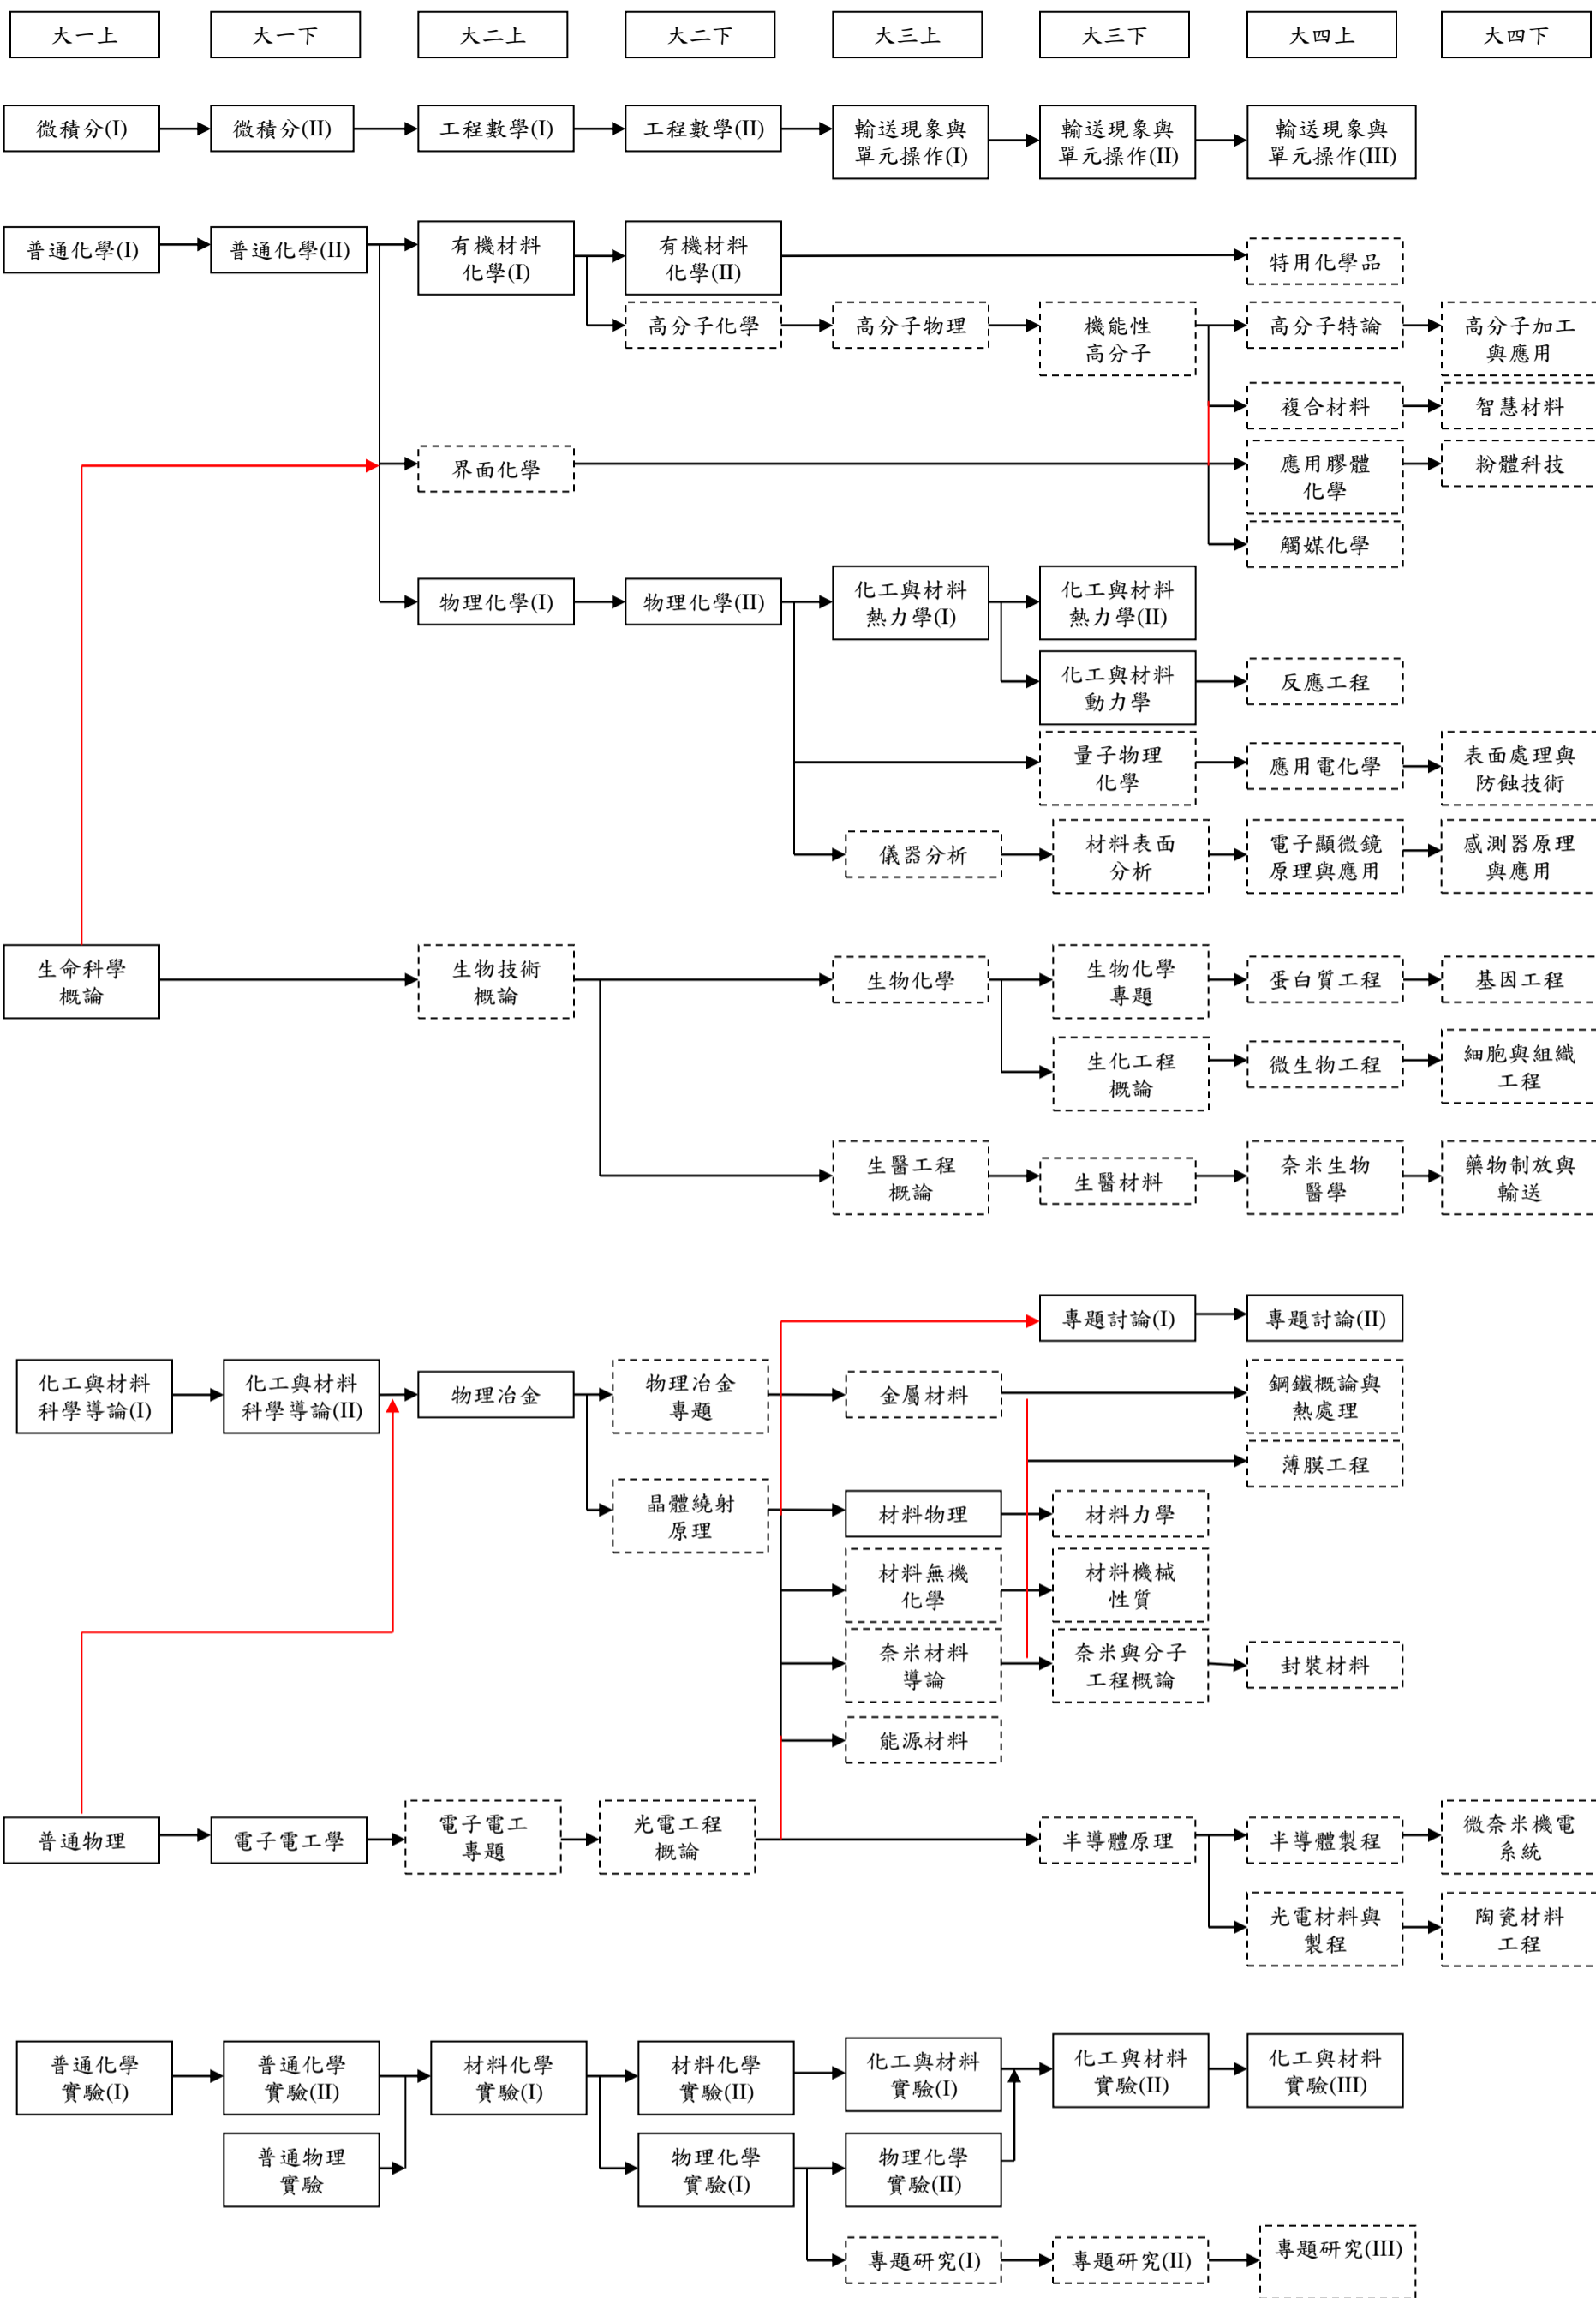 大一上
大一下
大二上
大二下
大三上
大三下
大四上
大四下
微積分(I)
微積分(II)
工程數學(I)
工程數學(II)
輸送現象與
單元操作(I)
輸送現象與
單元操作(II)
輸送現象與
單元操作(III)
普通化學(I)
普通化學(II)
有機材料
化學(I)
有機材料
化學(II)
特用化學品
高分子化學
高分子物理
機能性
高分子
高分子特論
高分子加工
與應用
複合材料
智慧材料
界面化學
應用膠體
化學
粉體科技
觸媒化學
物理化學(I)
物理化學(II)
化工與材料
熱力學(I)
化工與材料
熱力學(II)
化工與材料
動力學
反應工程
量子物理
化學
應用電化學
表面處理與
防蝕技術
儀器分析
材料表面
分析
電子顯微鏡
原理與應用
感測器原理
與應用
生命科學
概論
生物技術
概論
生物化學
生物化學
專題
蛋白質工程
基因工程
生化工程
概論
微生物工程
細胞與組織
工程
生醫工程
概論
生醫材料
奈米生物
醫學
藥物制放與
輸送
專題討論(I)
專題討論(II)
化工與材料
科學導論(I)
化工與材料
科學導論(II)
物理冶金
物理冶金
專題
金屬材料
鋼鐵概論與
熱處理
薄膜工程
晶體繞射
原理
材料物理
材料力學
材料無機
化學
材料機械
性質
奈米材料
導論
奈米與分子
工程概論
封裝材料
能源材料
普通物理
電子電工學
電子電工
專題
光電工程
概論
半導體原理
半導體製程
微奈米機電
系統
光電材料與
製程
陶瓷材料
工程
普通化學
實驗(I)
普通化學
實驗(II)
材料化學
實驗(I)
材料化學
實驗(II)
化工與材料
實驗(I)
化工與材料
實驗(II)
化工與材料
實驗(III)
普通物理
實驗
物理化學
實驗(I)
物理化學
實驗(II)
專題研究(I)
專題研究(II)
專題研究(III)